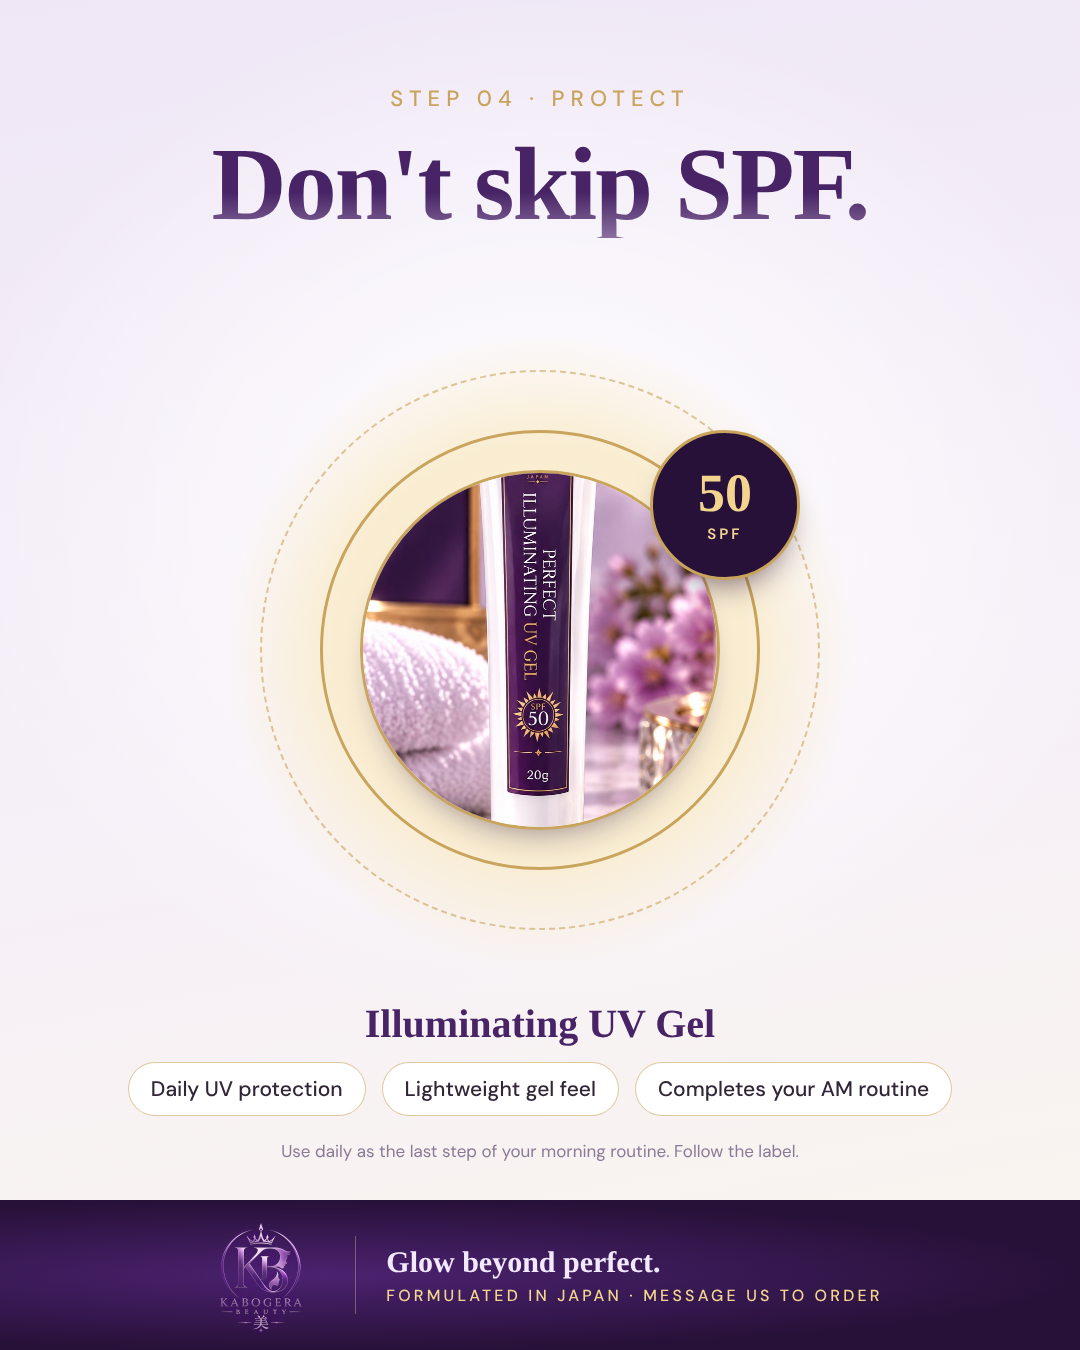 STEP 04 · PROTECT
Don't skip SPF.
50
SPF
JAPAN
PERFECT
ILLUMINATING UV GEL
SPF
50
20g
Illuminating UV Gel
Daily UV protection
Lightweight gel feel
Completes your AM routine
Use daily as the last step of your morning routine. Follow the label.
KB
KABOGERA
BEAUTY
美
Glow beyond perfect.
FORMULATED IN JAPAN · MESSAGE US TO ORDER